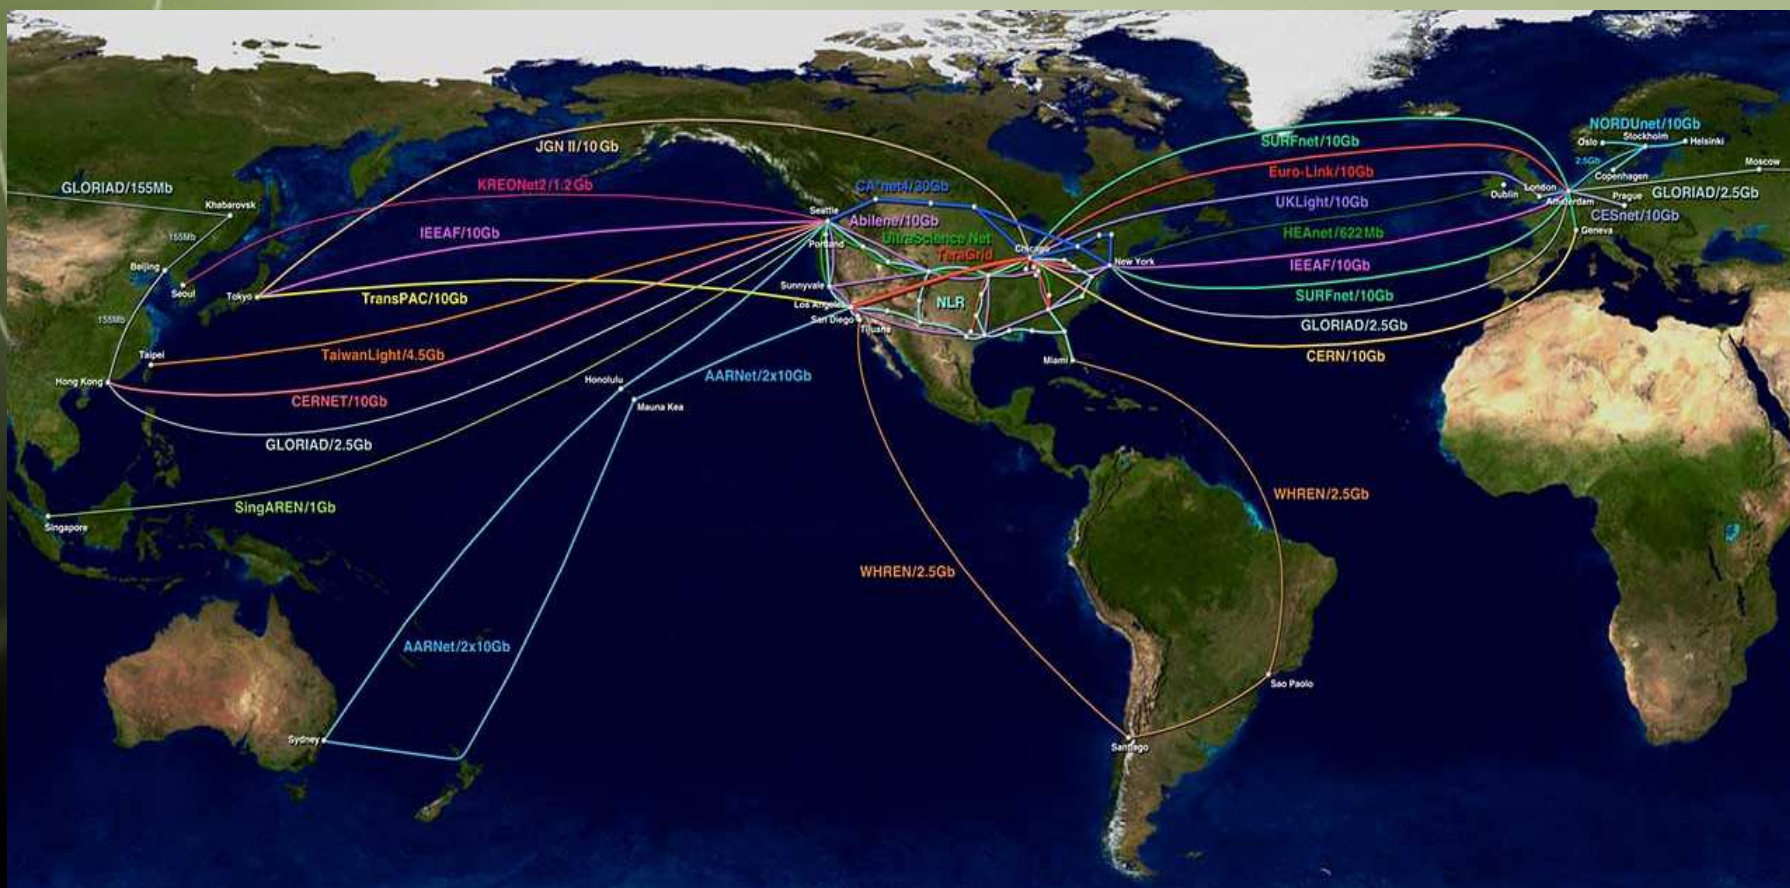 JGN II/10 Gb
SURFnet/10Gb
NORDUnet/10Gb
Stockholm
Oslo
Helsinki
2.5Gb
Moscow
Euro-Link/10Gb
Copenhagen
GLORIAD/155Mb
KREONet2/1.2 Gb
CA*net4/30Gb
London
Dublin
GLORIAD/2.5Gb
Prague
UKLight/10Gb
Amsterdam
Khabarovsk
Seattle
Abilene/10Gb
CESnet/10Gb
IEEAF/10Gb
HEAnet/622Mb
Geneva
155Mb
UltraScience Net
Portland
Chicago
TeraGrid
New York
IEEAF/10Gb
Beijing
Sunnyvale
Seoul
Tokyo
TransPAC/10Gb
SURFnet/10Gb
Los Angeles
NLR
155Mb
San Diego
Tijuana
GLORIAD/2.5Gb
Taipei
TaiwanLight/4.5Gb
CERN/10Gb
Miami
Hong Kong
Honolulu
AARNet/2x10Gb
CERNET/10Gb
Mauna Kea
GLORIAD/2.5Gb
WHREN/2.5Gb
SingAREN/1Gb
Singapore
WHREN/2.5Gb
AARNet/2x10Gb
Sao Paolo
Sydney
Santiago